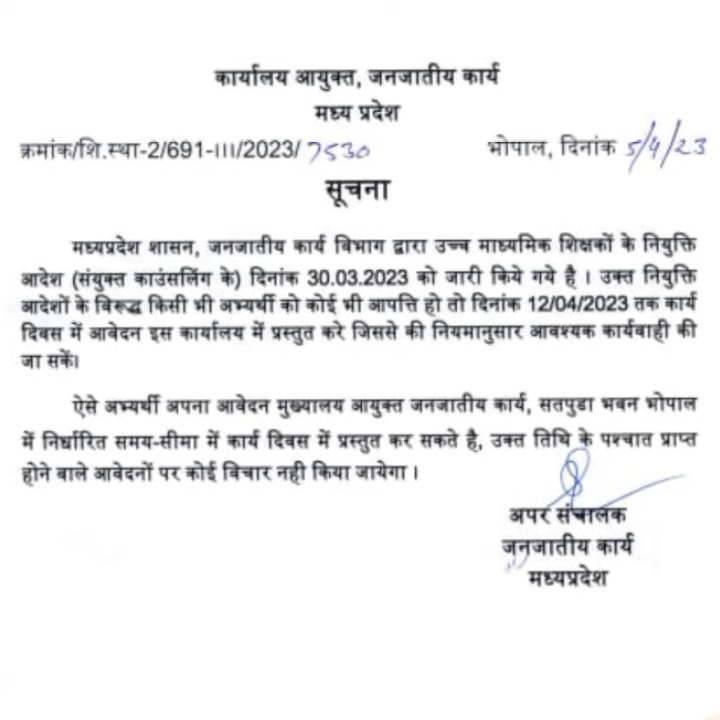 कार्यालय आयुक्त, जनजातीय कार्य
मध्य प्रदेश
क्रमांक/शि.स्था-2/691-III/2023/ 7530 भोपाल, दिनांक 5/4/23
सूचना
मध्यप्रदेश शासन, जनजातीय कार्य विभाग द्वारा उच्च माध्यमिक शिक्षकों के नियुक्ति
आदेश (संयुक्त काउंसलिंग के) दिनांक 30.03.2023 को जारी किये गये है । उक्त नियुक्ति
आदेशों के विरूद्ध किसी भी अभ्यर्थी को कोई भी आपत्ति हो तो दिनांक 12/04/2023 तक कार्य
दिवस में आवेदन इस कार्यालय में प्रस्तुत करे जिससे की नियमानुसार आवश्यक कार्यवाही की
जा सकें।
ऐसे अभ्यर्थी अपना आवेदन मुख्यालय आयुक्त जनजातीय कार्य, सतपुडा भवन भोपाल
में निर्धारित समय-सीमा में कार्य दिवस में प्रस्तुत कर सकते है, उक्त तिथि के पश्चात प्राप्त
होने वाले आवेदनों पर कोई विचार नही किया जायेगा ।
अपर संचालक
जनजातीय कार्य
मध्यप्रदेश